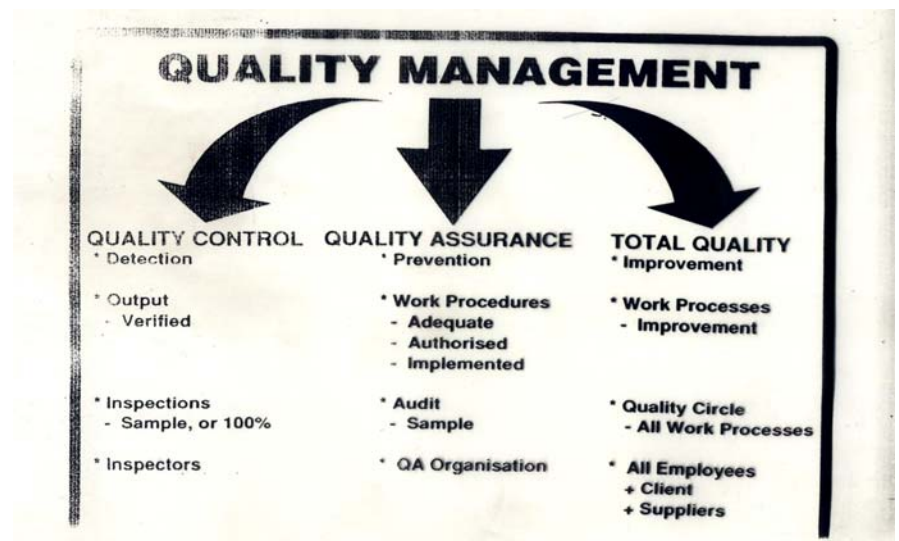 QUALITY MANAGEMENT
QUALITY CONTROL
* Detection
* Output
- Verified
* Inspections
- Sample, or 100%
* Inspectors
QUALITY ASSURANCE
* Prevention
* Work Procedures
- Adequate
- Authorised
- Implemented
* Audit
- Sample
* QA Organisation
TOTAL QUALITY
* Improvement
* Work Processes
- Improvement
* Quality Circle
- All Work Processes
* All Employees
+ Client
+ Suppliers